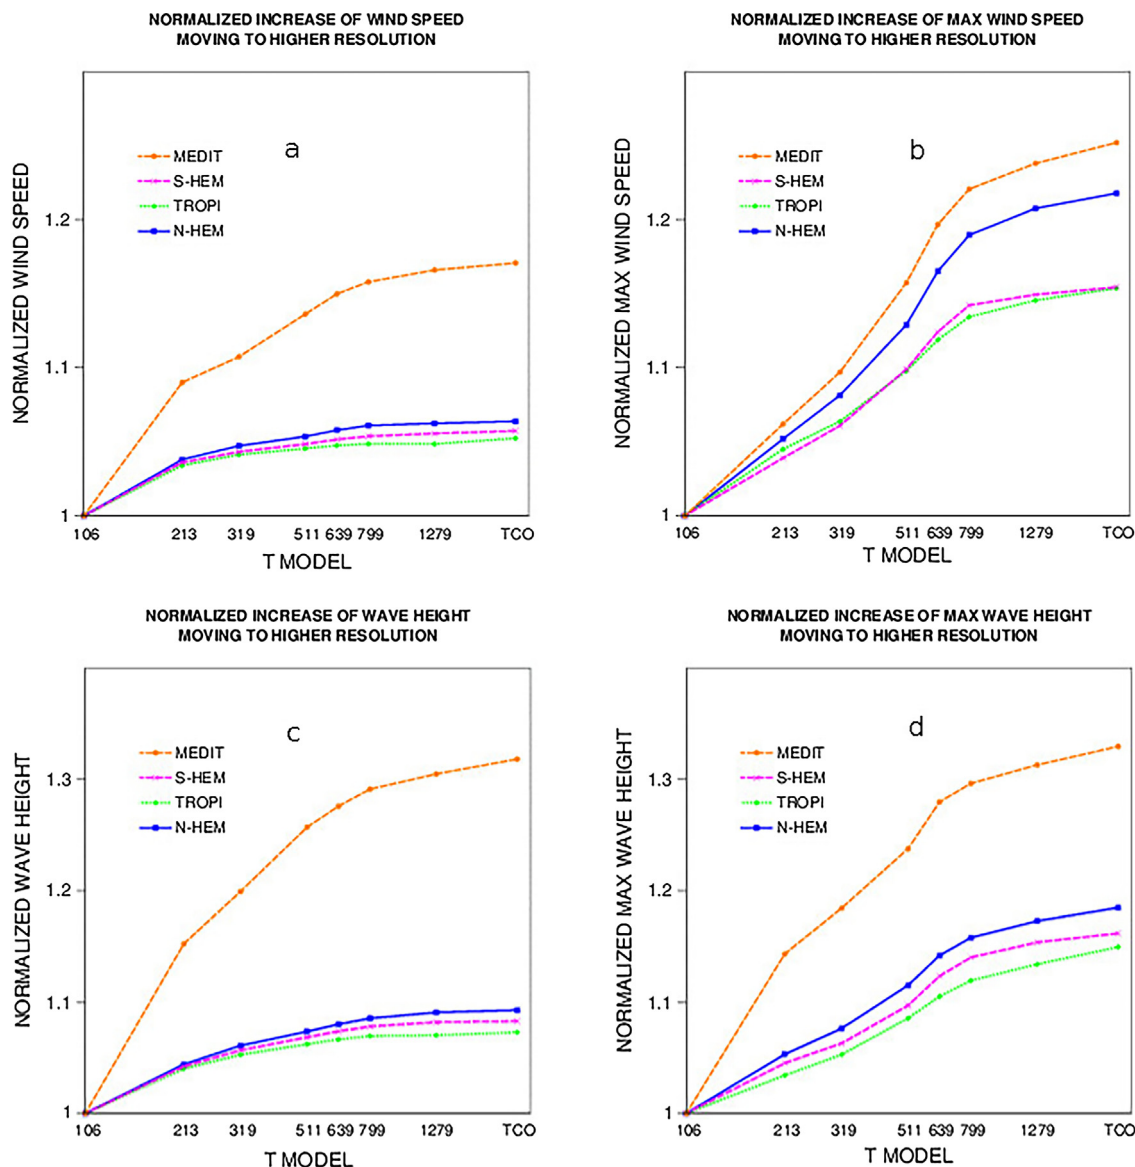 NORMALIZED INCREASE OF WIND SPEED
MOVING TO HIGHER RESOLUTION
NORMALIZED WIND SPEED
a
MEDIT
S-HEM
TROPI
N-HEM
1.2
1.1
1
106 213 319 511 639 799 1279 TCO
T MODEL
NORMALIZED INCREASE OF MAX WIND SPEED
MOVING TO HIGHER RESOLUTION
NORMALIZED MAX WIND SPEED
b
MEDIT
S-HEM
TROPI
N-HEM
1.2
1.1
1
106 213 319 511 639 799 1279 TCO
T MODEL
NORMALIZED INCREASE OF WAVE HEIGHT
MOVING TO HIGHER RESOLUTION
NORMALIZED WAVE HEIGHT
c
MEDIT
S-HEM
TROPI
N-HEM
1.3
1.2
1.1
1
106 213 319 511 639 799 1279 TCO
T MODEL
NORMALIZED INCREASE OF MAX WAVE HEIGHT
MOVING TO HIGHER RESOLUTION
NORMALIZED MAX WAVE HEIGHT
d
MEDIT
S-HEM
TROPI
N-HEM
1.3
1.2
1.1
1
106 213 319 511 639 799 1279 TCO
T MODEL